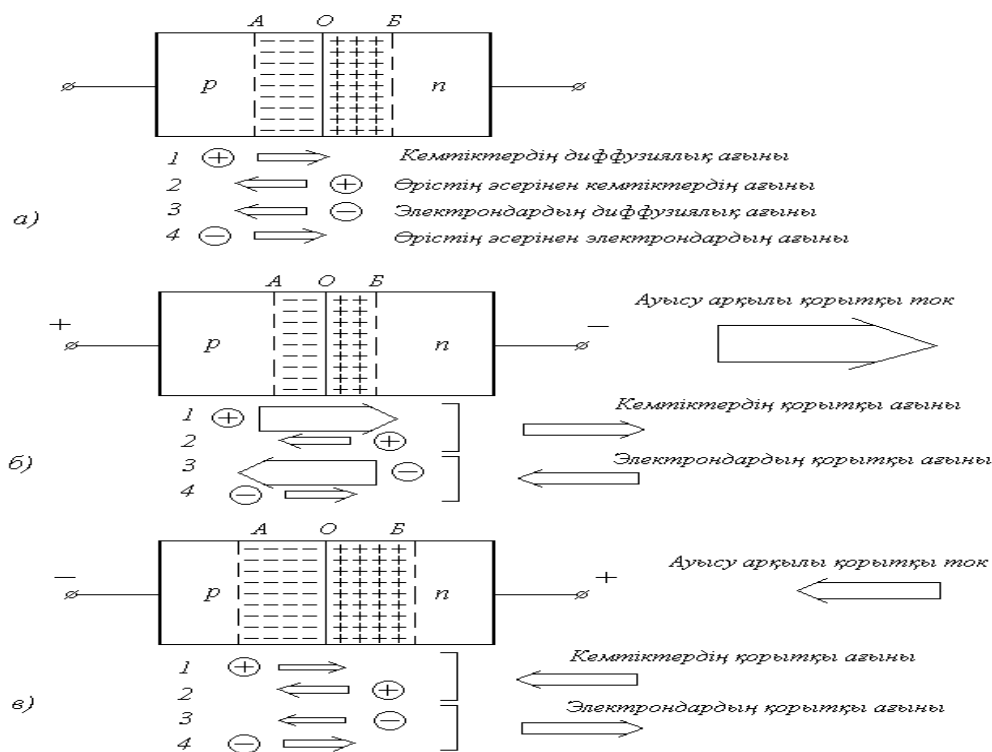 А О Б
p n
1 + Кемтіктердің диффузиялық ағыны
2 + Өрістің әсерінен кемтіктердің ағыны
3 − Электрондардың диффузиялық ағыны
а)
4 − Өрістің әсерінен электрондардың ағыны
А О Б
Ауысу арқылы қорытқы ток
+ −
p n
1 + Кемтіктердің қорытқы ағыны
2 +
б)
3 − Электрондардың қорытқы ағыны
4 −
А О Б
Ауысу арқылы қорытқы ток
− +
p n
1 + Кемтіктердің қорытқы ағыны
2 +
в)
3 − Электрондардың қорытқы ағыны
4 −